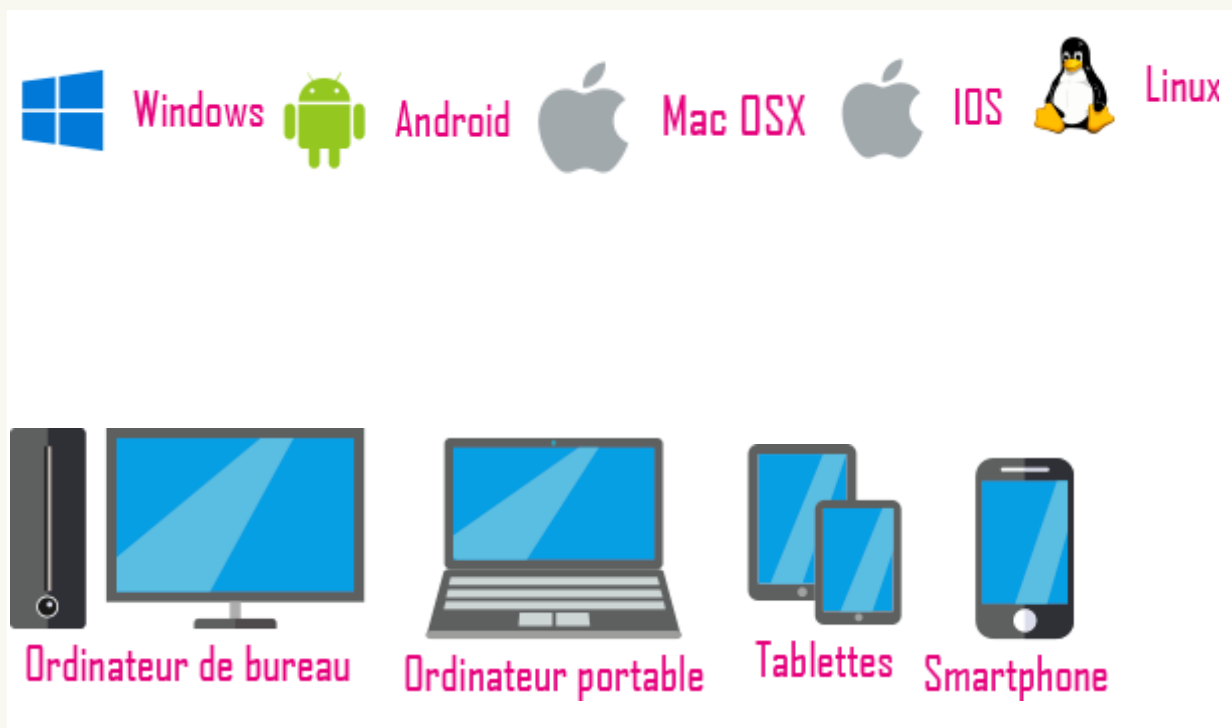 Windows
Android
Mac OSX
IOS
Linux
Ordinateur de bureau
Ordinateur portable
Tablettes
Smartphone